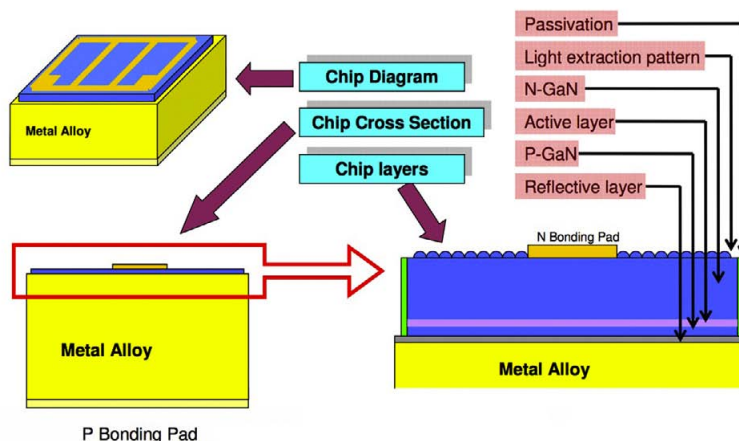 Passivation
Light extraction pattern
N-GaN
Active layer
P-GaN
Reflective layer
Chip Diagram
Chip Cross Section
Chip layers
Metal Alloy
N Bonding Pad
Metal Alloy
Metal Alloy
P Bonding Pad